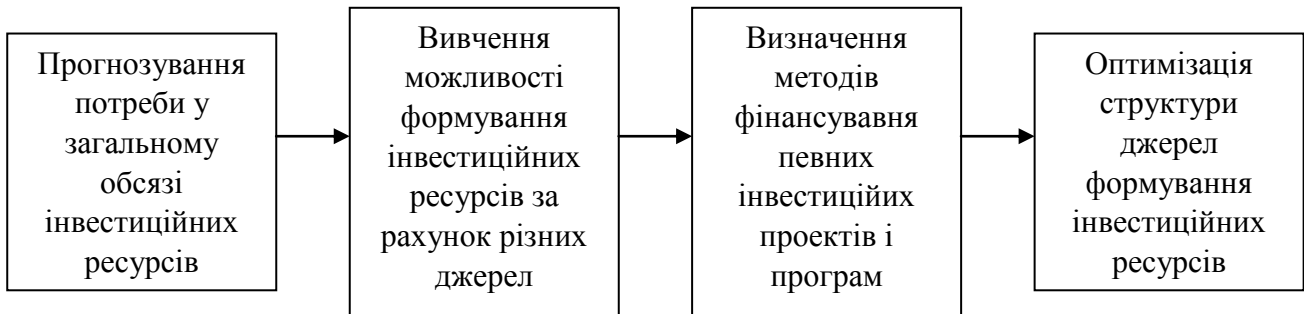 Прогнозування
потреби у
загальному
обсязі
інвестиційних
ресурсів
Вивчення
можливості
формування
інвестиційних
ресурсів за
рахунок різних
джерел
Визначення
методів
фінансувавня
певних
інвестиційих
проектів і
програм
Оптимізація
структури
джерел
формування
інвестиційних
ресурсів